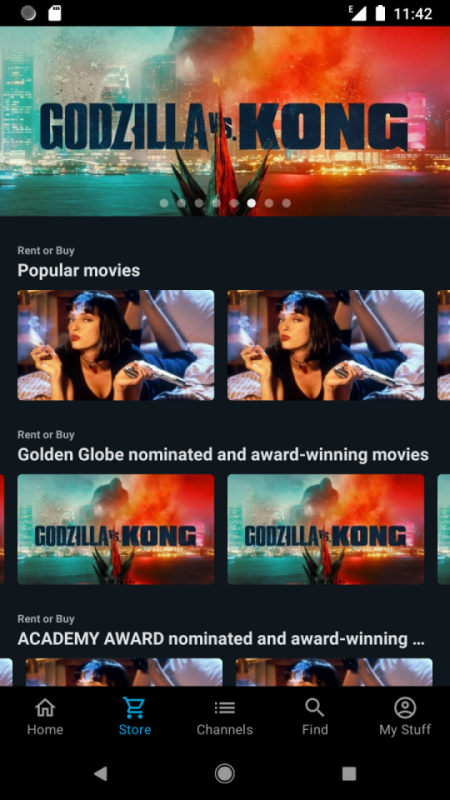 E
11:42
GODZILLA vs. KONG
Rent or Buy
Popular movies
Rent or Buy
Golden Globe nominated and award-winning movies
GODZILLA vs. KONG
GODZILLA vs. KONG
Rent or Buy
ACADEMY AWARD nominated and award-winning ...
Home
Store
Channels
Find
My Stuff